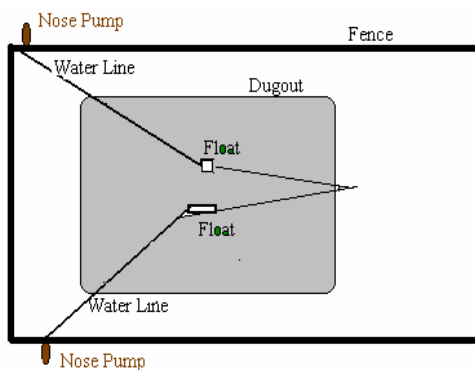 Nose Pump
Fence
Water Line
Dugout
Float
Float
Water Line
Nose Pump